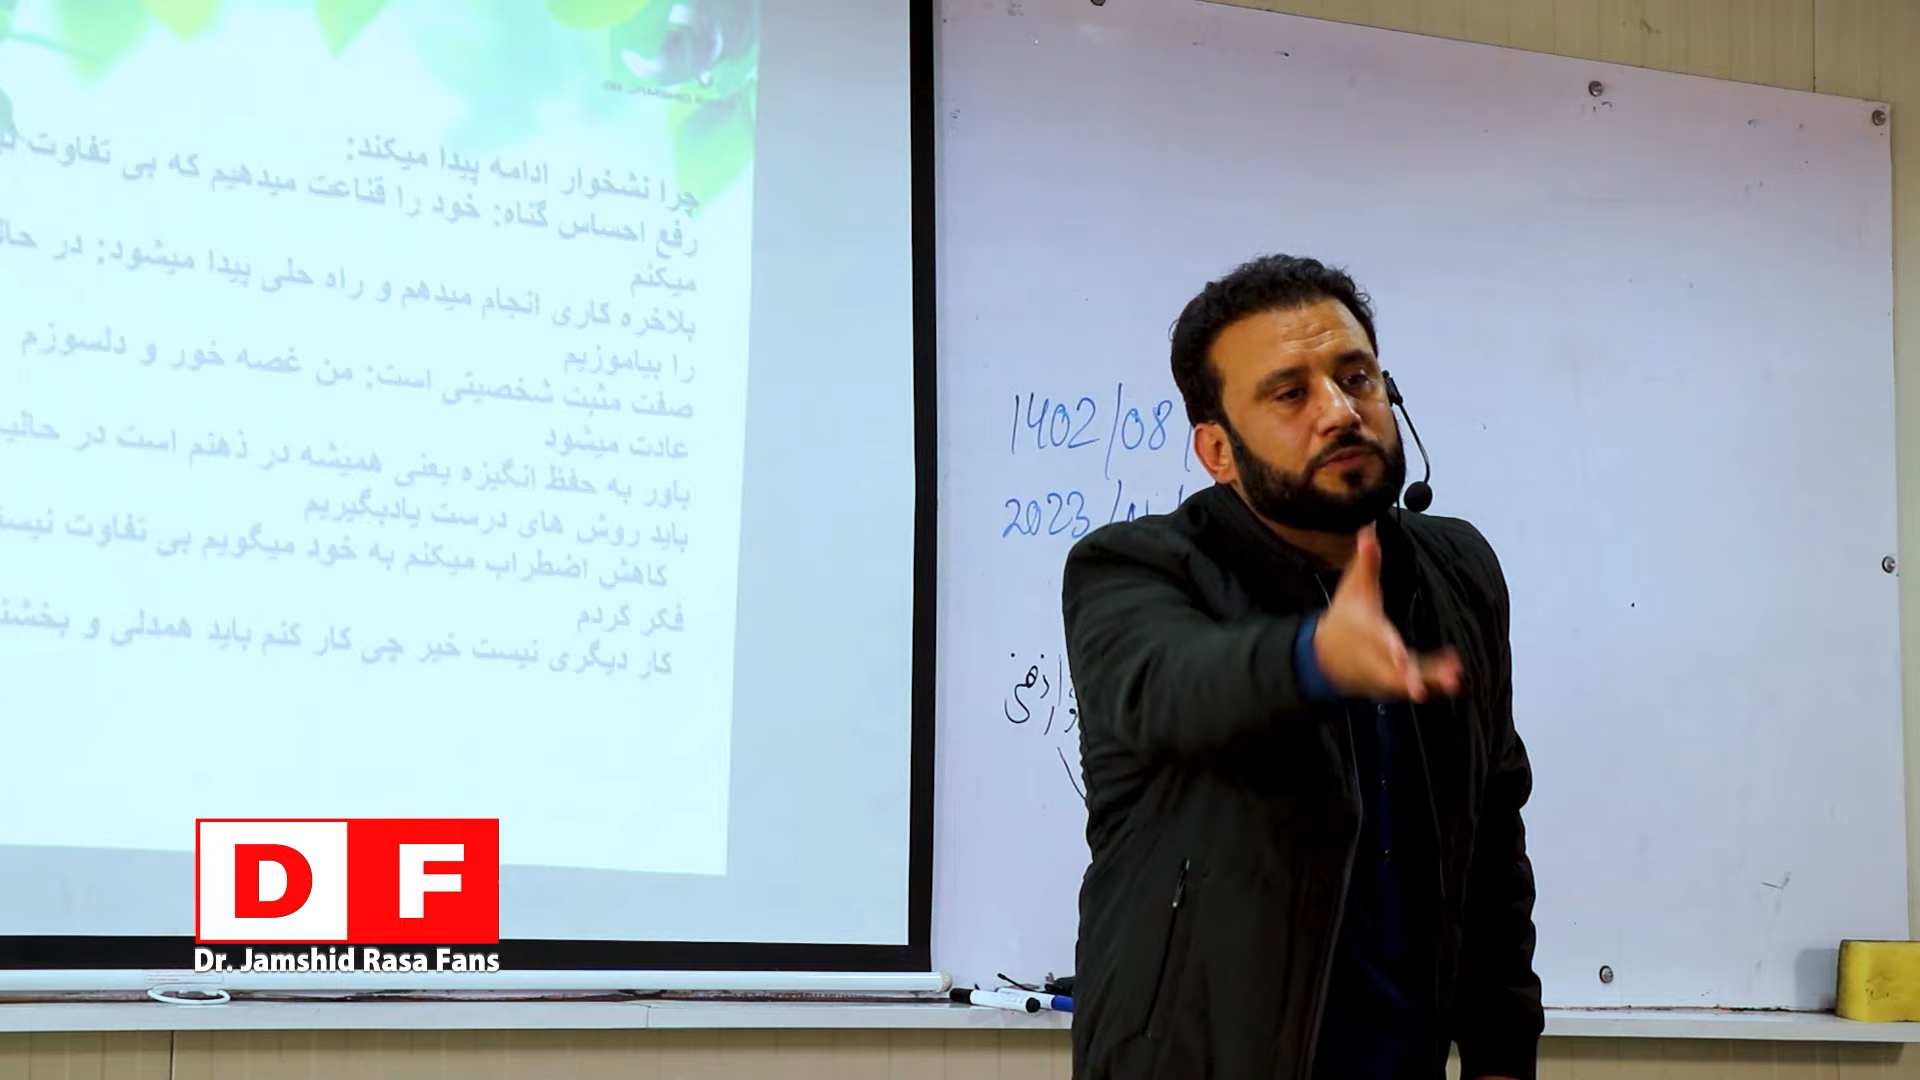 چرا نشخوار ادامه پیدا میکند:
رفع احساس گناه: خود را قناعت میدهیم که بی تفاوت
میکنم
بلاخره کاری انجام میدهم و راه حلی پیدا میشود: در
را بیاموزیم
صفت مثبت شخصیتی است: من غصه خور و دلسوزم
عادت میشود
باور به حفظ انگیزه یعنی همیشه در ذهنم است در
باید روش های درست یادبگیریم
کاهش اضطراب میکنم به خود میگویم بی تفاوت
فکر کردم
کار دیگری نیست خیر چی کار کنم باید همدلی و
1402/08/
2023/
ذهنی
D F
Dr. Jamshid Rasa Fans